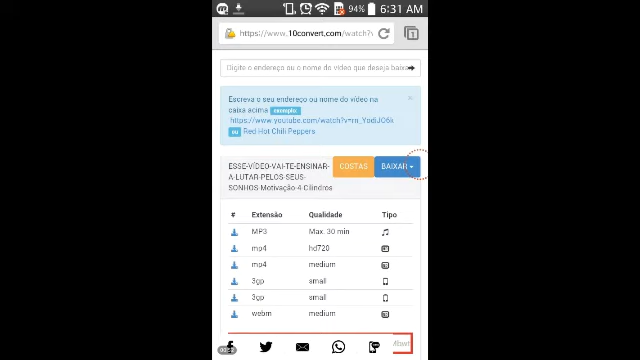 94% 6:31 AM
https://www.10convert.com/watch?v
1
Digite o endereço ou o nome do vídeo que deseja baixa
Escreva o seu endereço ou nome do vídeo na
caixa acima exemplo:
https://www.youtube.com/watch?v=rn_YodiJO6k
ou Red Hot Chili Peppers
ESSE-VÍDEO-VAI-TE-ENSINAR-
A-LUTAR-PELOS-SEUS-
SONHOS-Motivação-4-Cilindros
COSTAS BAIXAR
# Extensão Qualidade Tipo
MP3 Max. 30 min
mp4 hd720
mp4 medium
3gp small
3gp small
webm medium